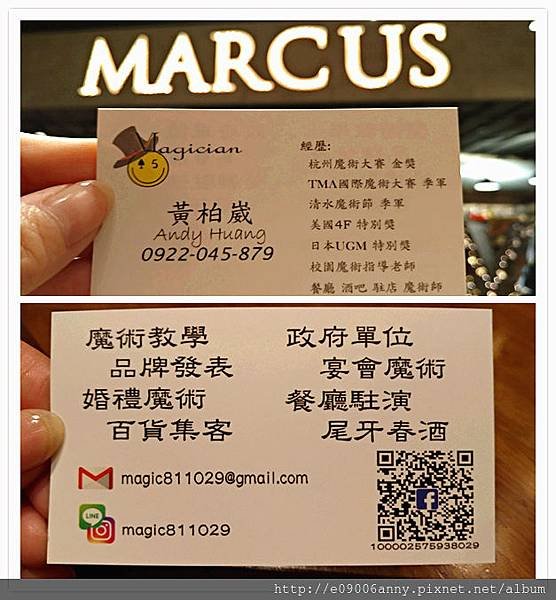 MARCUS
Magician
5
黃柏崴
Andy Huang
0922-045-879
經歷:
杭州魔術大賽 金獎
TMA國際魔術大賽 季軍
清水魔術節 季軍
美國4F 特別獎
日本UGM 特別獎
校園魔術指導老師
餐廳 酒吧 駐店 魔術師
魔術教學
品牌發表
婚禮魔術
百貨集客
政府單位
宴會魔術
餐廳駐演
尾牙春酒
magic811029@gmail.com
LINE
magic811029
100002575938029
http://e09006anny.pixnet.net/album